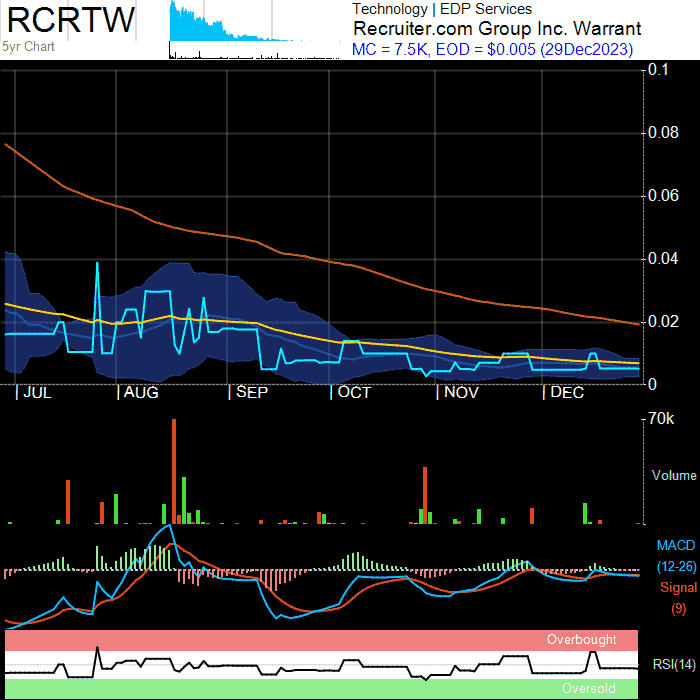 RCRTW
5yr Chart
Technology | EDP Services
Recruiter.com Group Inc. Warrant
MC = 7.5K, EOD = $0.005 (29Dec2023)
0.1
0.08
0.06
0.04
0.02
0
JUL AUG SEP OCT NOV DEC
70k
Volume
MACD
(12-26)
Signal
(9)
Overbought
RSI(14)
Oversold